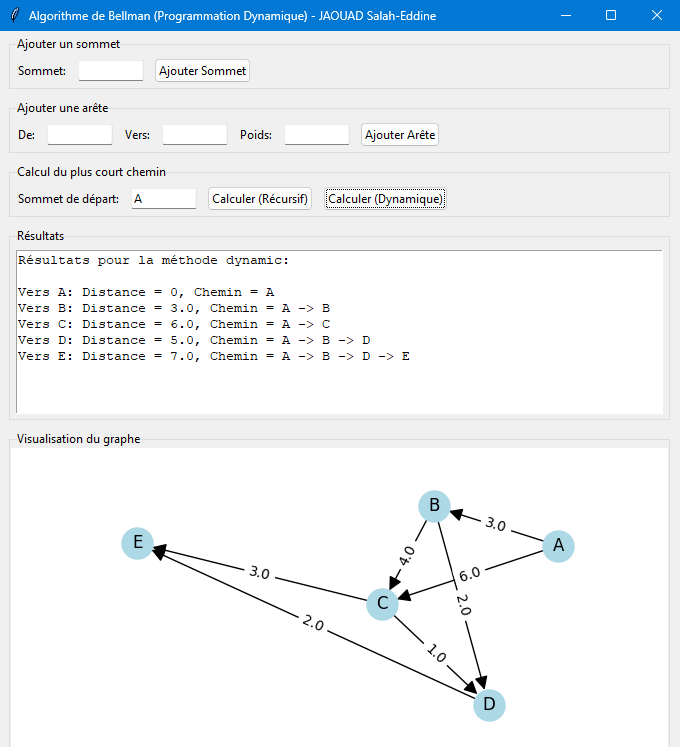 Algorithme de Bellman (Programmation Dynamique) - JAOUAD Salah-Eddine
Ajouter un sommet
Sommet: Ajouter Sommet
Ajouter une arête
De: Vers: Poids: Ajouter Arête
Calcul du plus court chemin
Sommet de départ: A Calculer (Récursif) Calculer (Dynamique)
Résultats
Résultats pour la méthode dynamic:
Vers A: Distance = 0, Chemin = A
Vers B: Distance = 3.0, Chemin = A -> B
Vers C: Distance = 6.0, Chemin = A -> C
Vers D: Distance = 5.0, Chemin = A -> B -> D
Vers E: Distance = 7.0, Chemin = A -> B -> D -> E
Visualisation du graphe
B
3.0
E
A
4.0
3.0
6.0
C
2.0
2.0
1.0
D